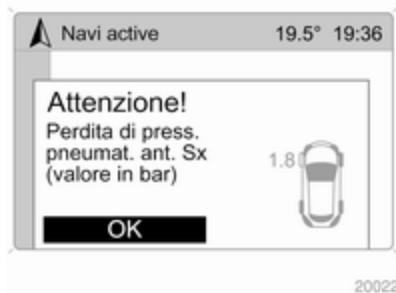 Navi active 19.5° 19:36
Attenzione!
Perdita di press.
pneumat. ant. Sx
(valore in bar)
1.8
OK
20022